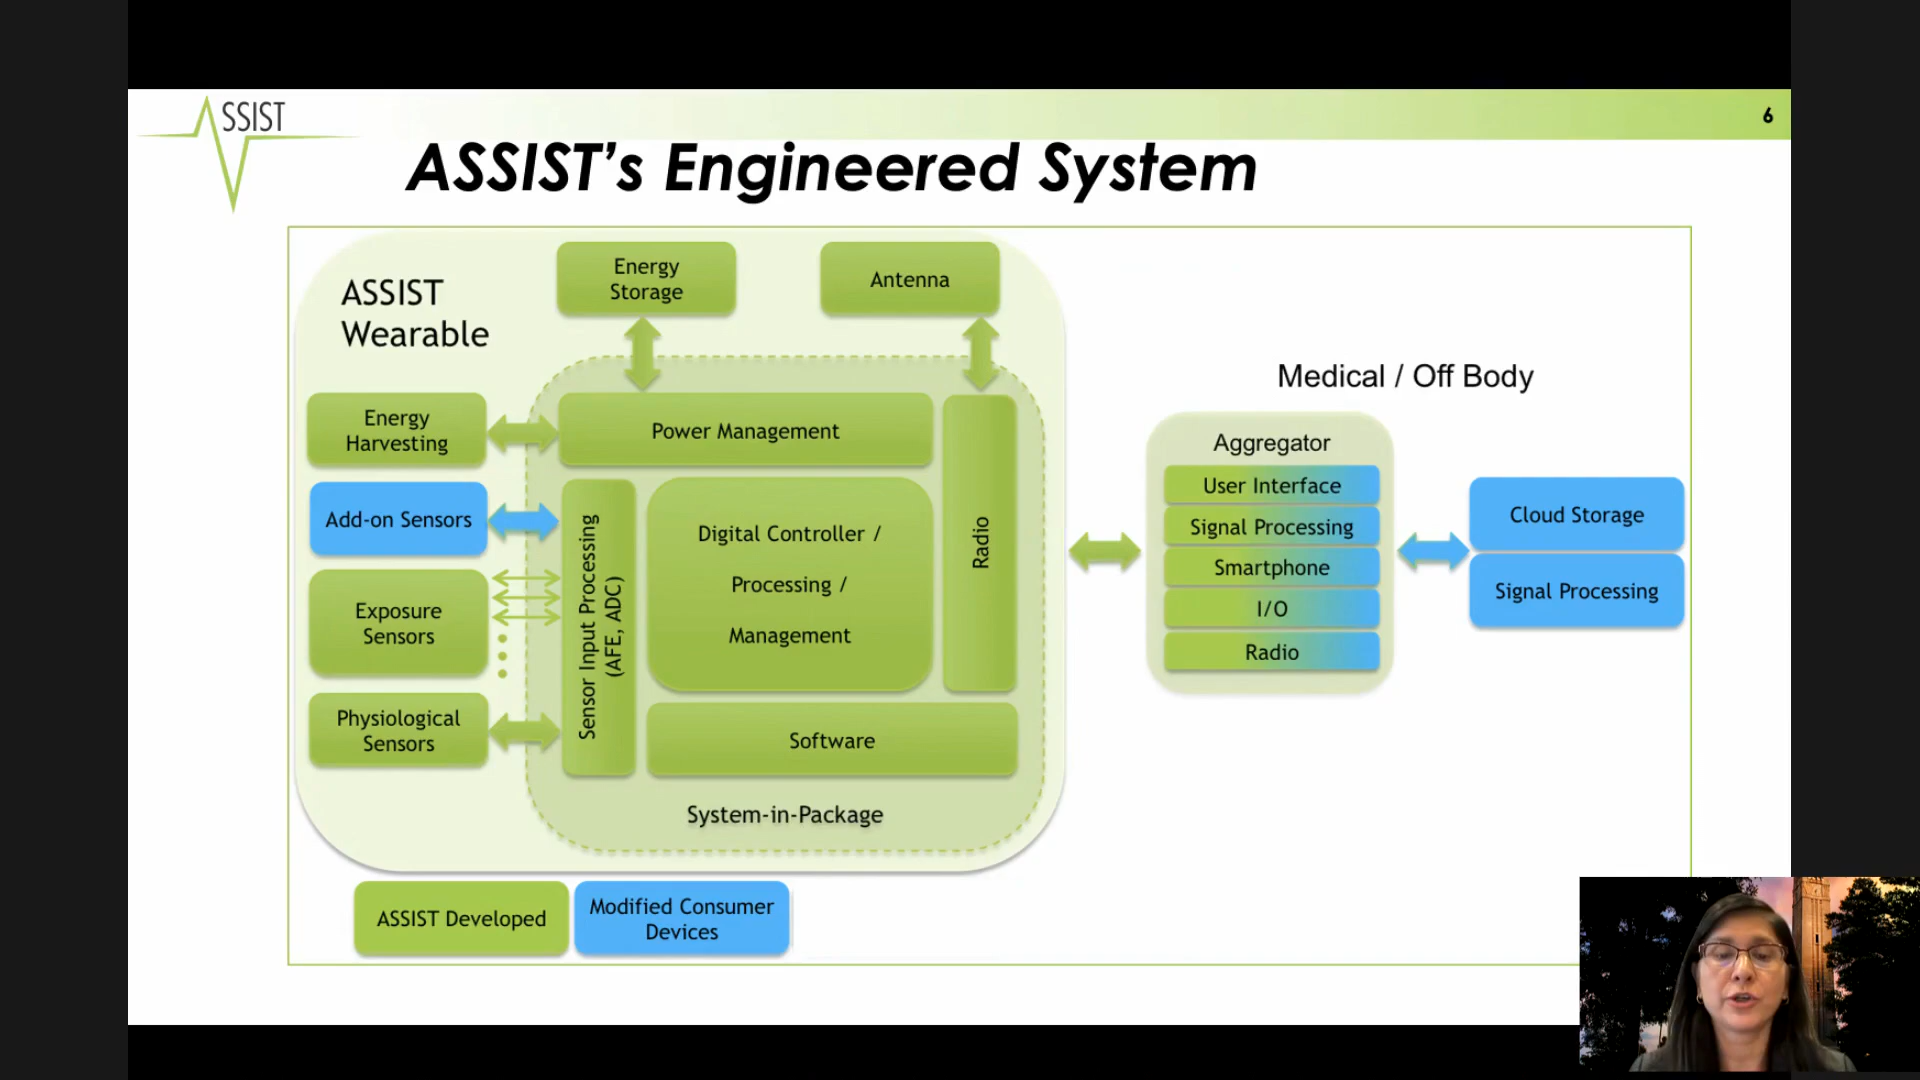 SSIST
6
ASSIST's Engineered System
ASSIST
Wearable
Energy
Storage
Antenna
Energy
Harvesting
Power Management
Add-on Sensors
Exposure
Sensors
Physiological
Sensors
Sensor Input Processing
(AFE, ADC)
Digital Controller /
Processing /
Management
Radio
Software
System-in-Package
Medical / Off Body
Aggregator
User Interface
Signal Processing
Smartphone
I/O
Radio
Cloud Storage
Signal Processing
ASSIST Developed
Modified Consumer
Devices